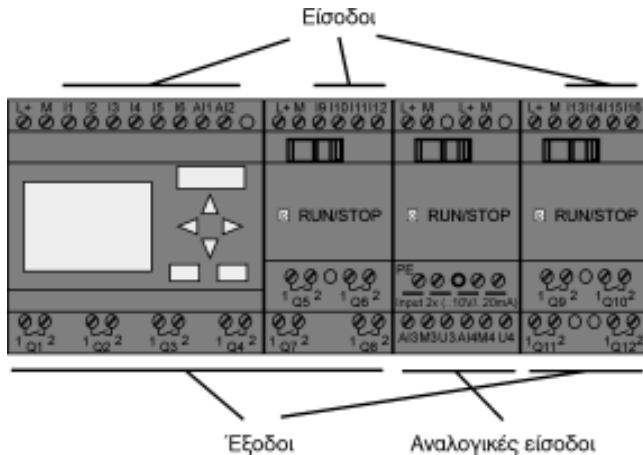 Είσοδοι
L+ M I1 I2 I3 I4 I5 I6 AI1 AI2
L+ M I9 I10 I11 I12
L+ M L+ M
L+ M I13 I14 I15 I16
RUN/STOP
RUN/STOP
RUN/STOP
1 Q5 2 1 Q6 2
PE
Input 2x (..10V/..20mA)
1 Q9 2 1 Q10 2
1 Q1 2 1 Q2 2 1 Q3 2 1 Q4 2
1 Q7 2 1 Q8 2
AI3 M3 U3 AI4 M4 U4
1 Q11 2 1 Q12 2
Έξοδοι
Αναλογικές είσοδοι